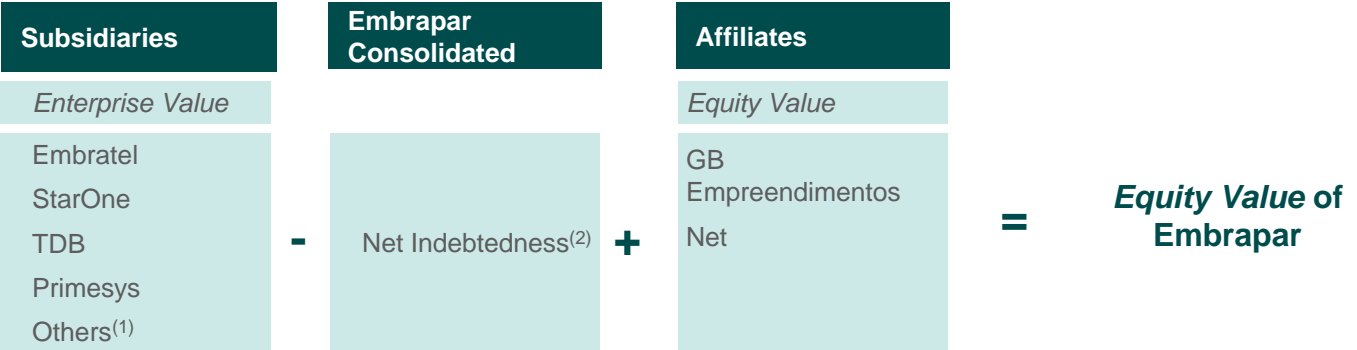 Subsidiaries
Enterprise Value
Embratel
StarOne
TDB
Primesys
Others(1)
-
Embrapar
Consolidated
Net Indebtedness(2)
+
Affiliates
Equity Value
GB
Empreendimentos
Net
=
Equity Value of
Embrapar